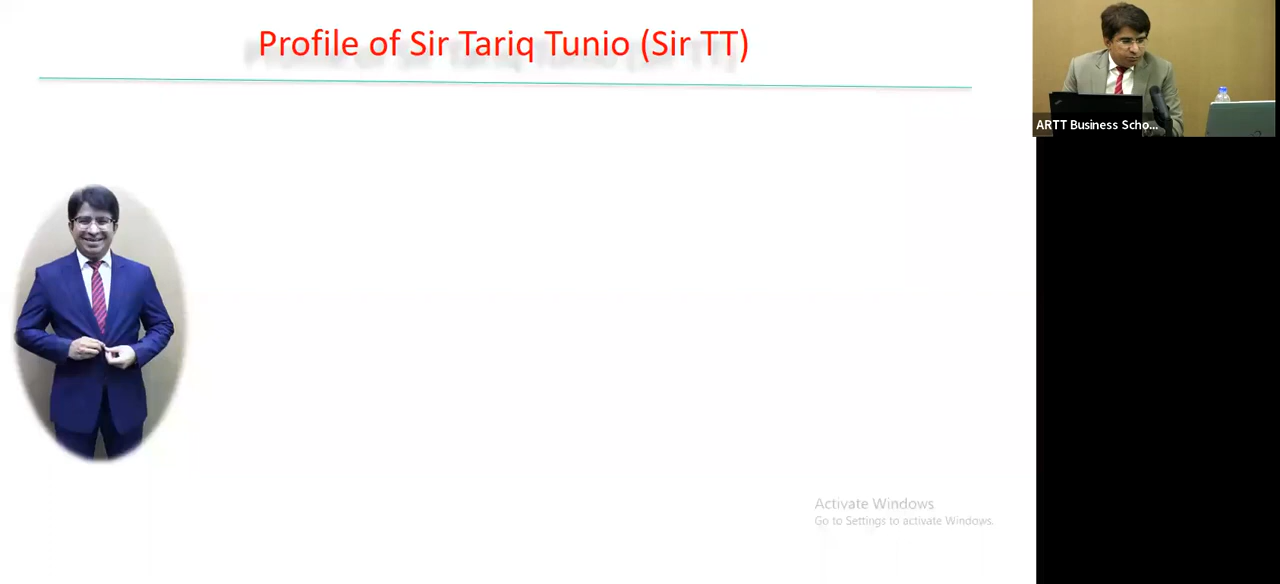 Profile of Sir Tariq Tunio (Sir TT)
ARTT Business Scho...
Activate Windows
Go to Settings to activate Windows.